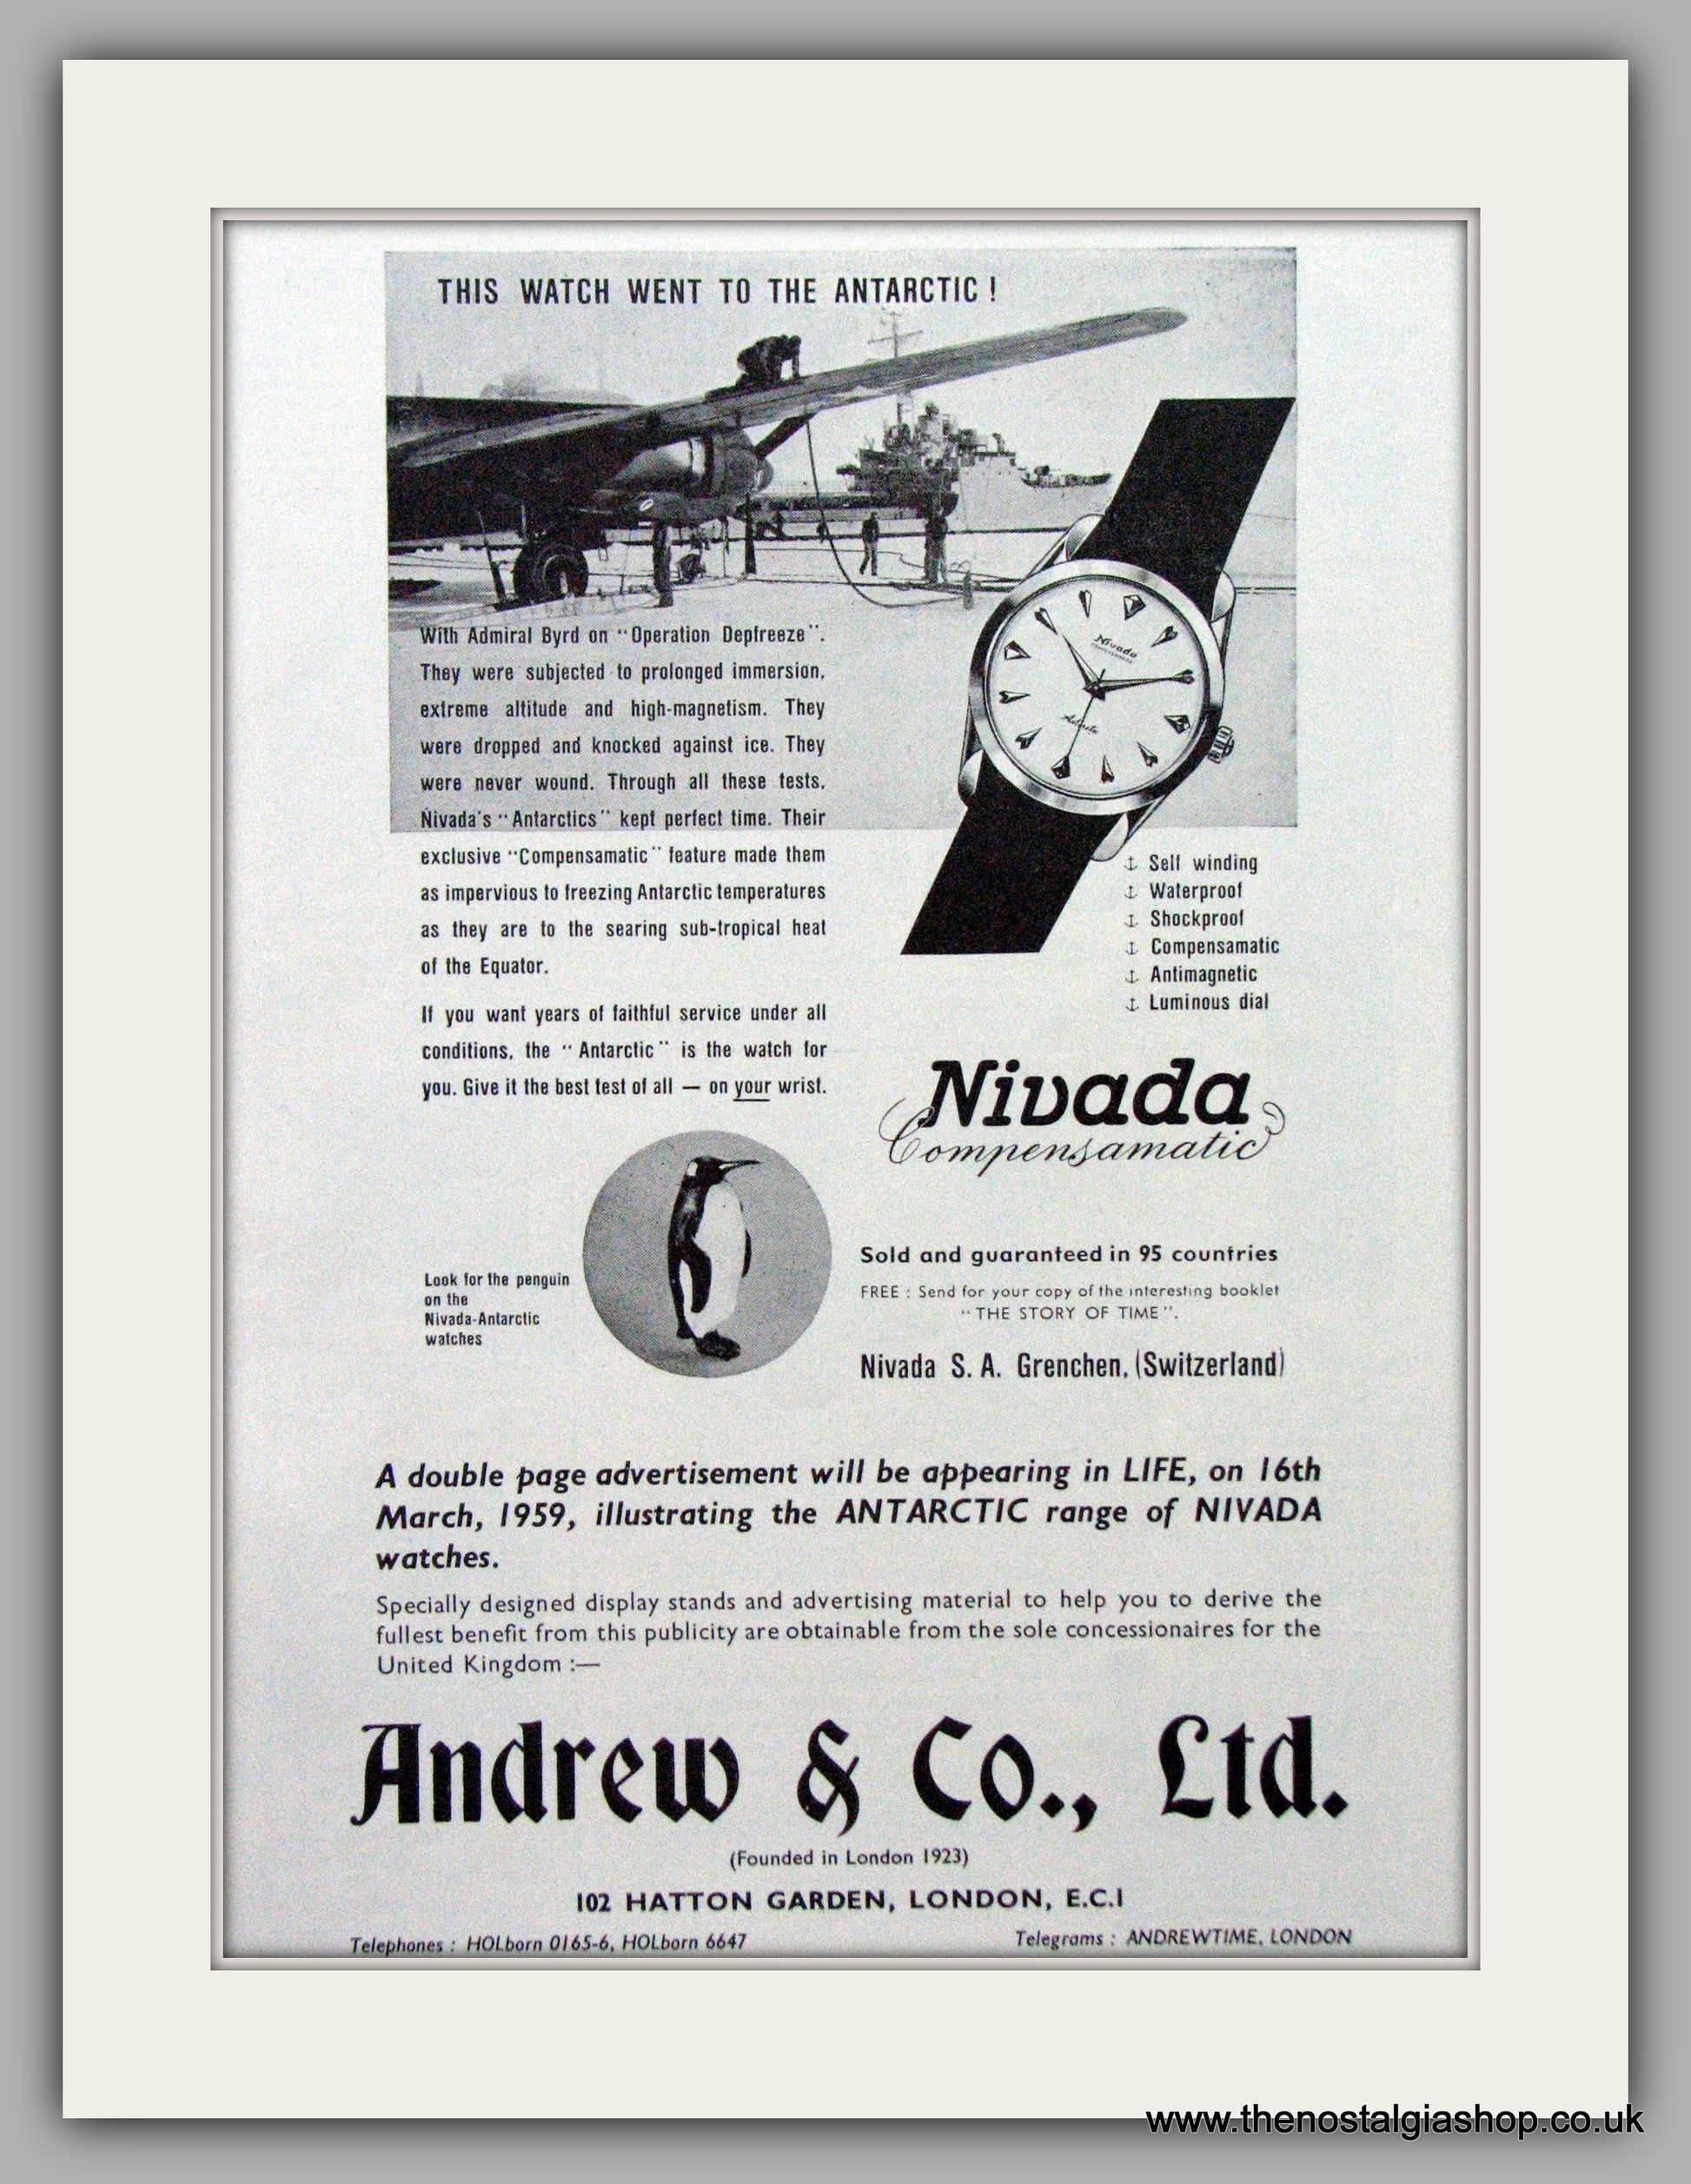 THIS WATCH WENT TO THE ANTARCTIC !
With Admiral Byrd on "Operation Depfreeze".
They were subjected to prolonged immersion,
extreme altitude and high-magnetism. They
were dropped and knocked against ice. They
were never wound. Through all these tests,
Nivada's "Antarctics" kept perfect time. Their
exclusive "Compensamatic" feature made them
as impervious to freezing Antarctic temperatures
as they are to the searing sub-tropical heat
of the Equator.
If you want years of faithful service under all
conditions, the "Antarctic" is the watch for
you. Give it the best test of all — on your wrist.
Nivada
COMPENSAMATIC
⚓ Self winding
⚓ Waterproof
⚓ Shockproof
⚓ Compensamatic
⚓ Antimagnetic
⚓ Luminous dial
Nivada
Compensamatic
Look for the penguin
on the
Nivada-Antarctic
watches
Sold and guaranteed in 95 countries
FREE : Send for your copy of the interesting booklet
"THE STORY OF TIME".
Nivada S. A. Grenchen, (Switzerland)
A double page advertisement will be appearing in LIFE, on 16th
March, 1959, illustrating the ANTARCTIC range of NIVADA
watches.
Specially designed display stands and advertising material to help you to derive the
fullest benefit from this publicity are obtainable from the sole concessionaires for the
United Kingdom :—
Andrew & Co., Ltd.
(Founded in London 1923)
102 HATTON GARDEN, LONDON, E.C.1
Telephones : HOLborn 0165-6, HOLborn 6647
Telegrams : ANDREWTIME, LONDON
www.thenostalgiashop.co.uk